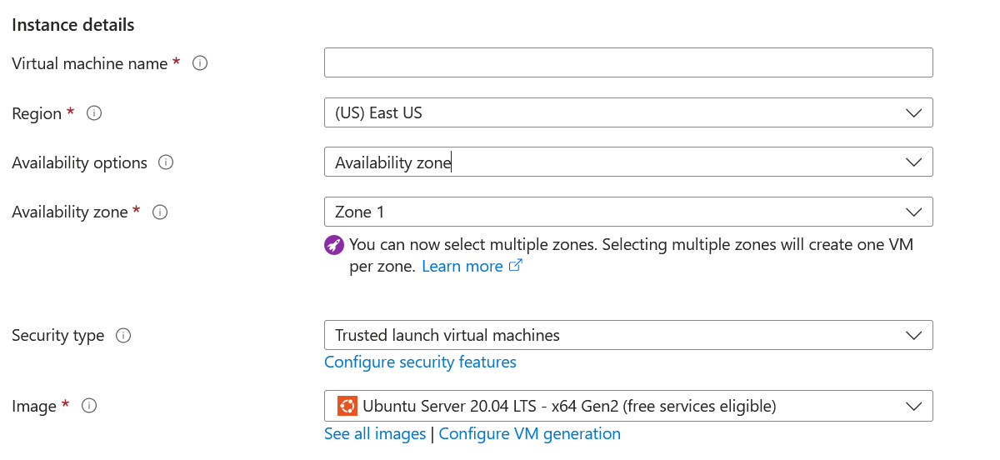 Instance details
Virtual machine name *
Region *
(US) East US
Availability options
Availability zone
Availability zone *
Zone 1
You can now select multiple zones. Selecting multiple zones will create one VM
per zone. Learn more
Security type
Trusted launch virtual machines
Configure security features
Image *
Ubuntu Server 20.04 LTS - x64 Gen2 (free services eligible)
See all images | Configure VM generation